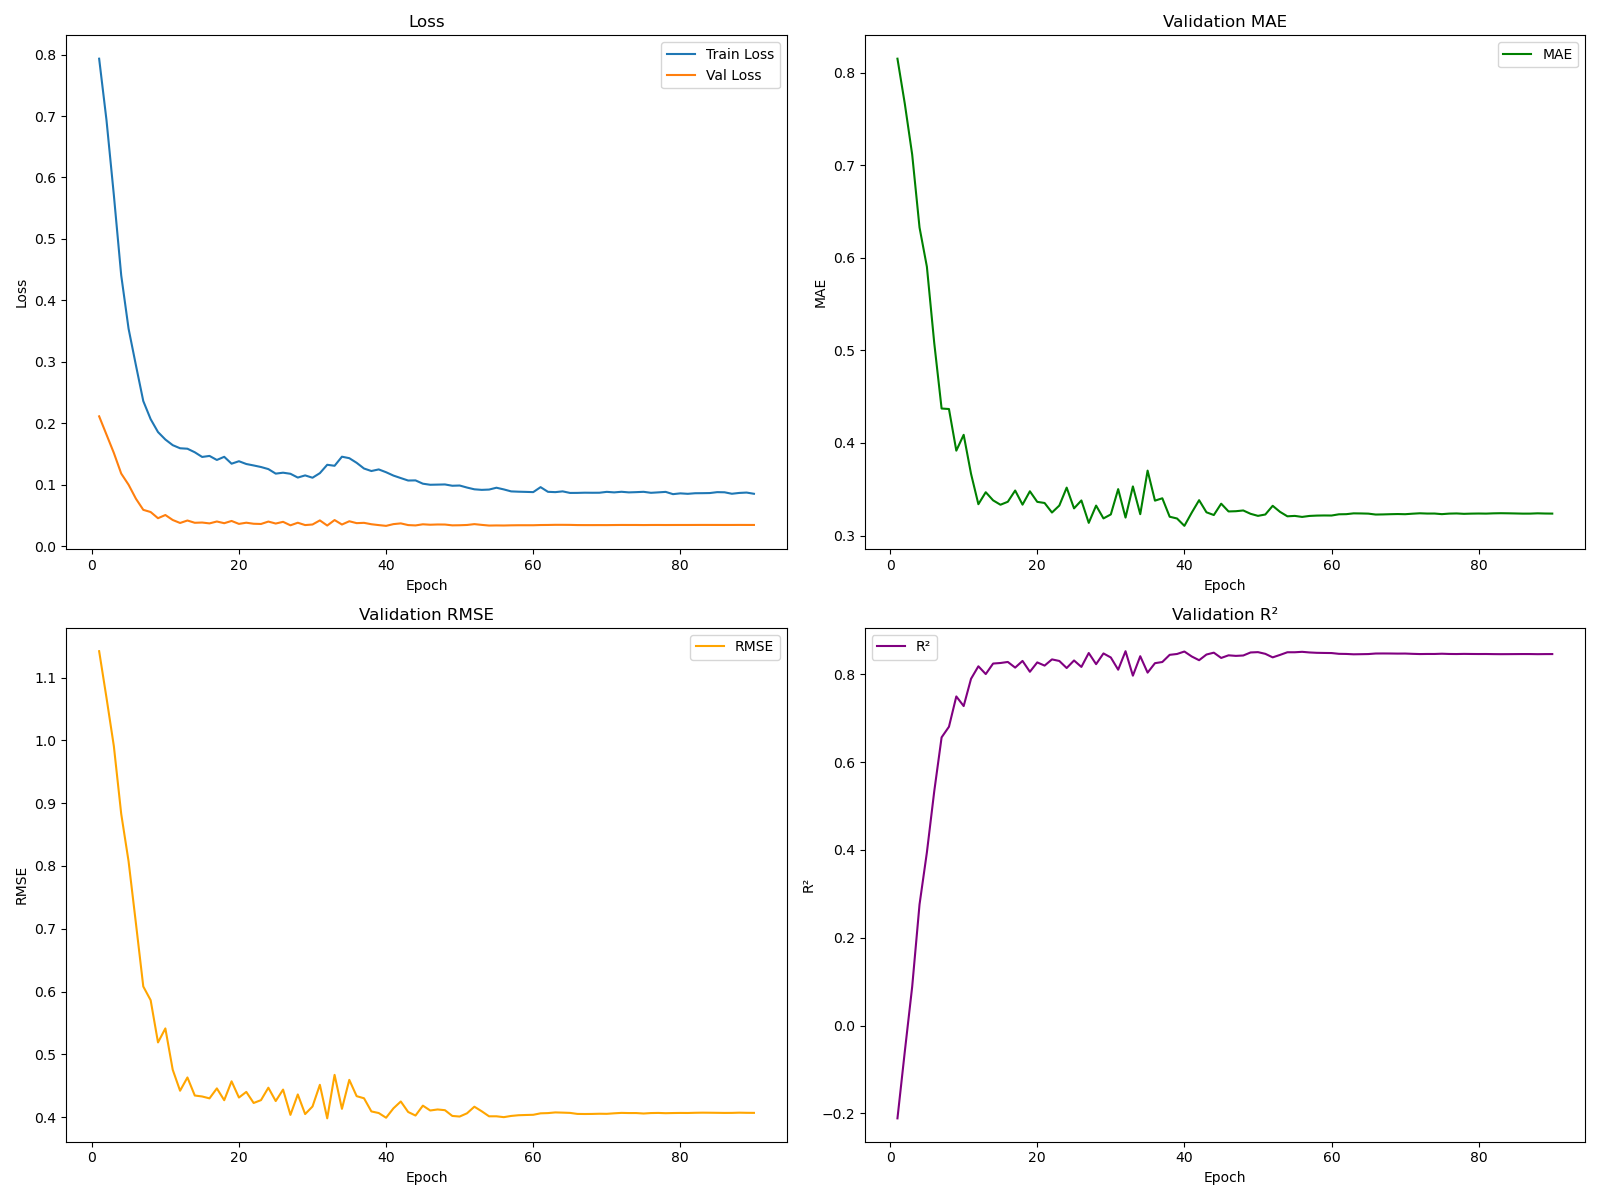 Loss
Train Loss
Val Loss
0.8
0.7
0.6
0.5
0.4
0.3
0.2
0.1
0.0
Loss
0 20 40 60 80
Epoch
Validation MAE
MAE
0.8
0.7
0.6
0.5
0.4
0.3
MAE
0 20 40 60 80
Epoch
Validation RMSE
RMSE
1.1
1.0
0.9
0.8
0.7
0.6
0.5
0.4
RMSE
0 20 40 60 80
Epoch
Validation R²
R²
0.8
0.6
0.4
0.2
0.0
−0.2
R²
0 20 40 60 80
Epoch